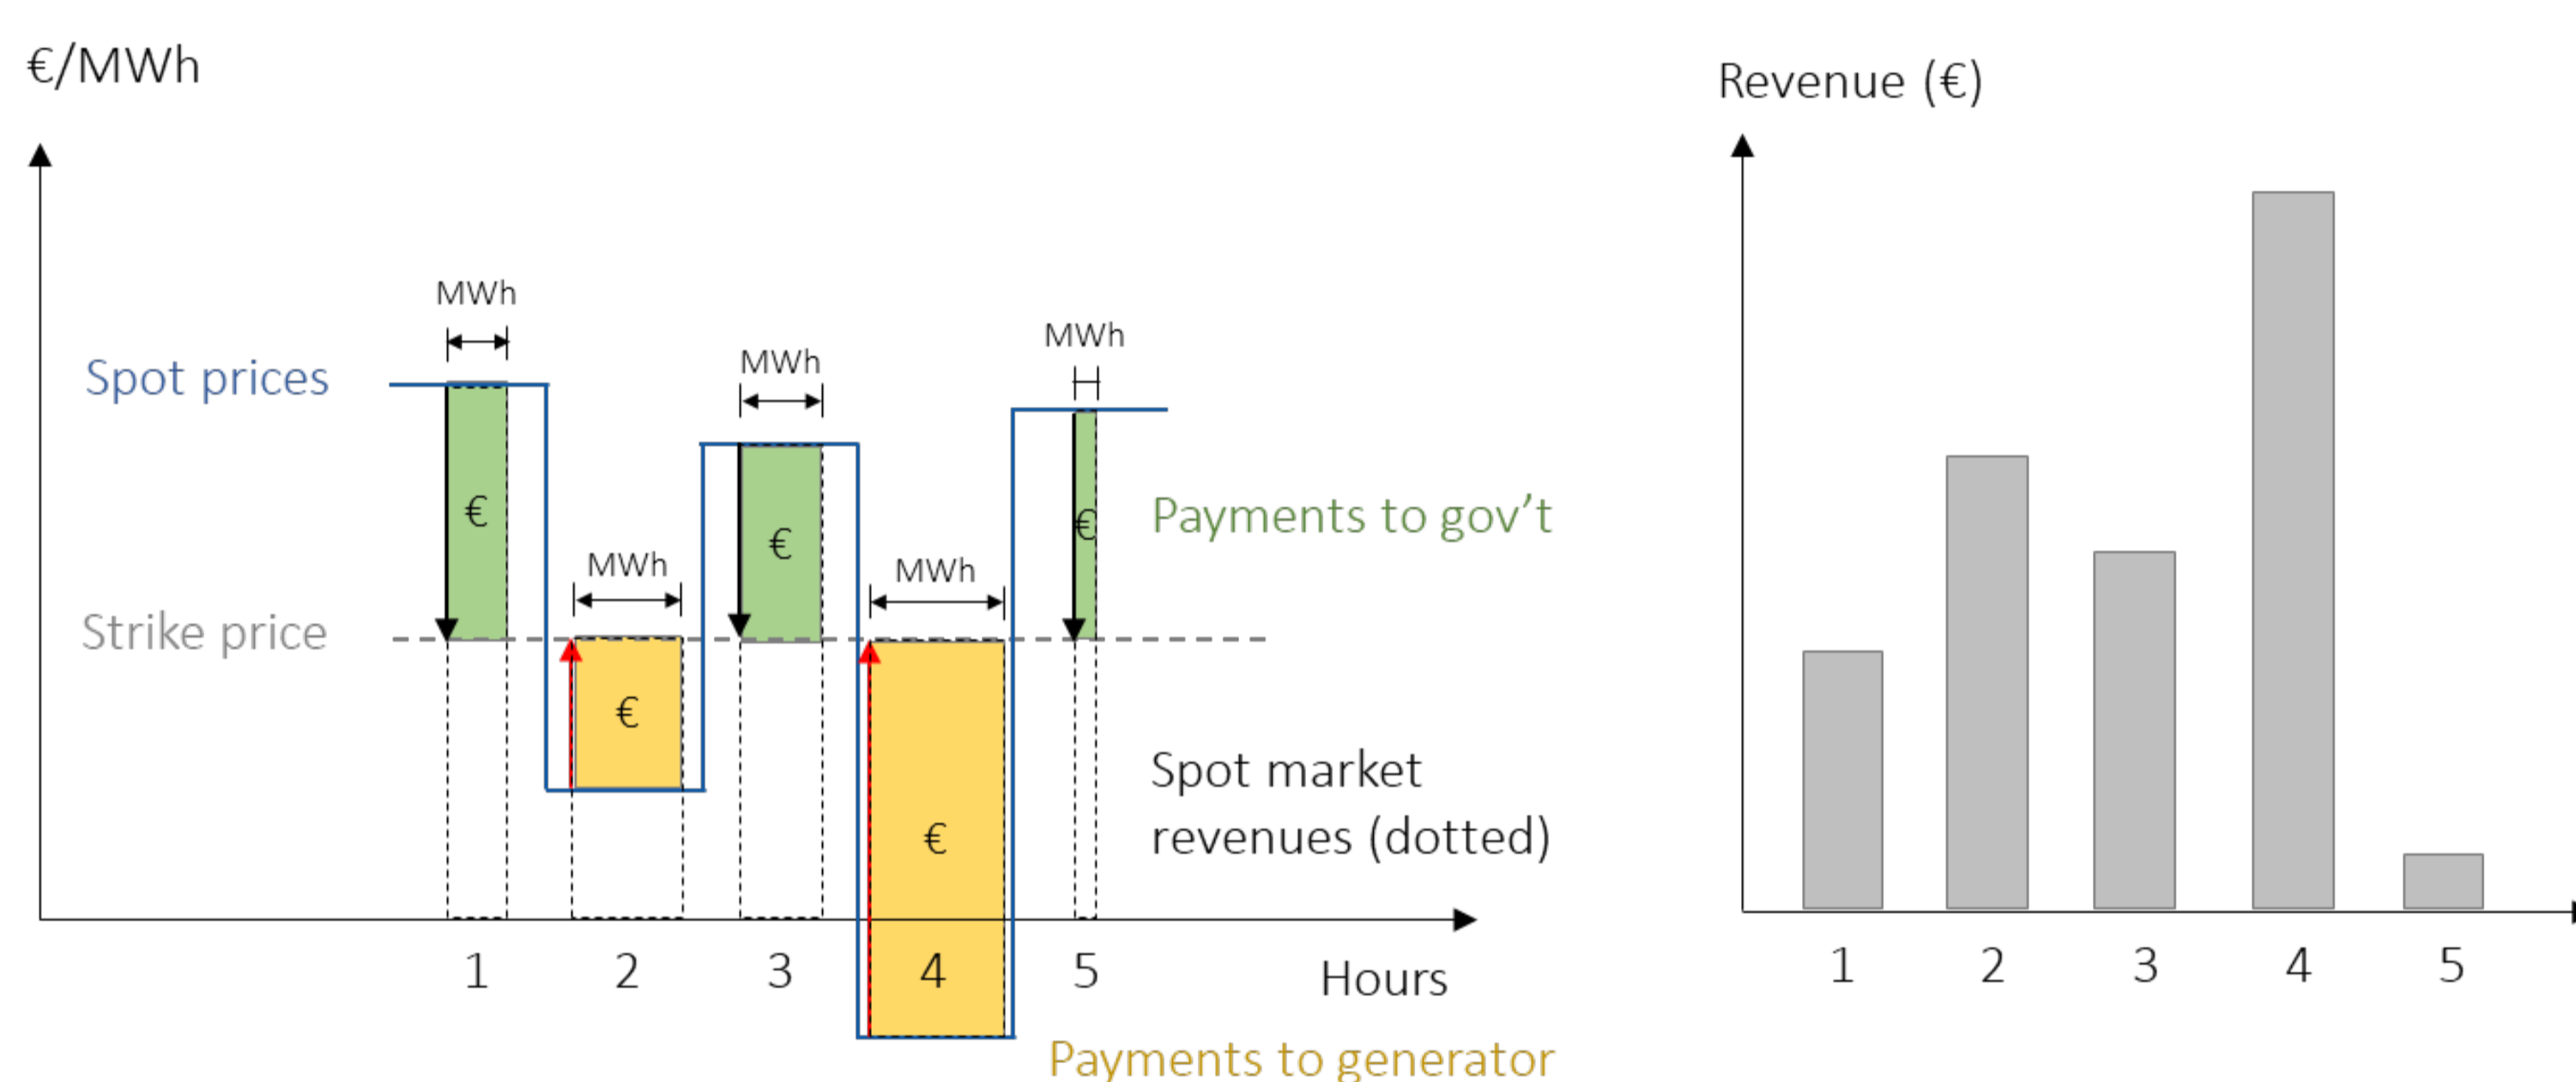 €/MWh
Revenue (€)
MWh
MWh
MWh
Spot prices
€
€
€
Payments to gov't
MWh
MWh
Strike price
€
€
Spot market
revenues (dotted)
1
2
3
4
5
Hours
Payments to generator
1
2
3
4
5